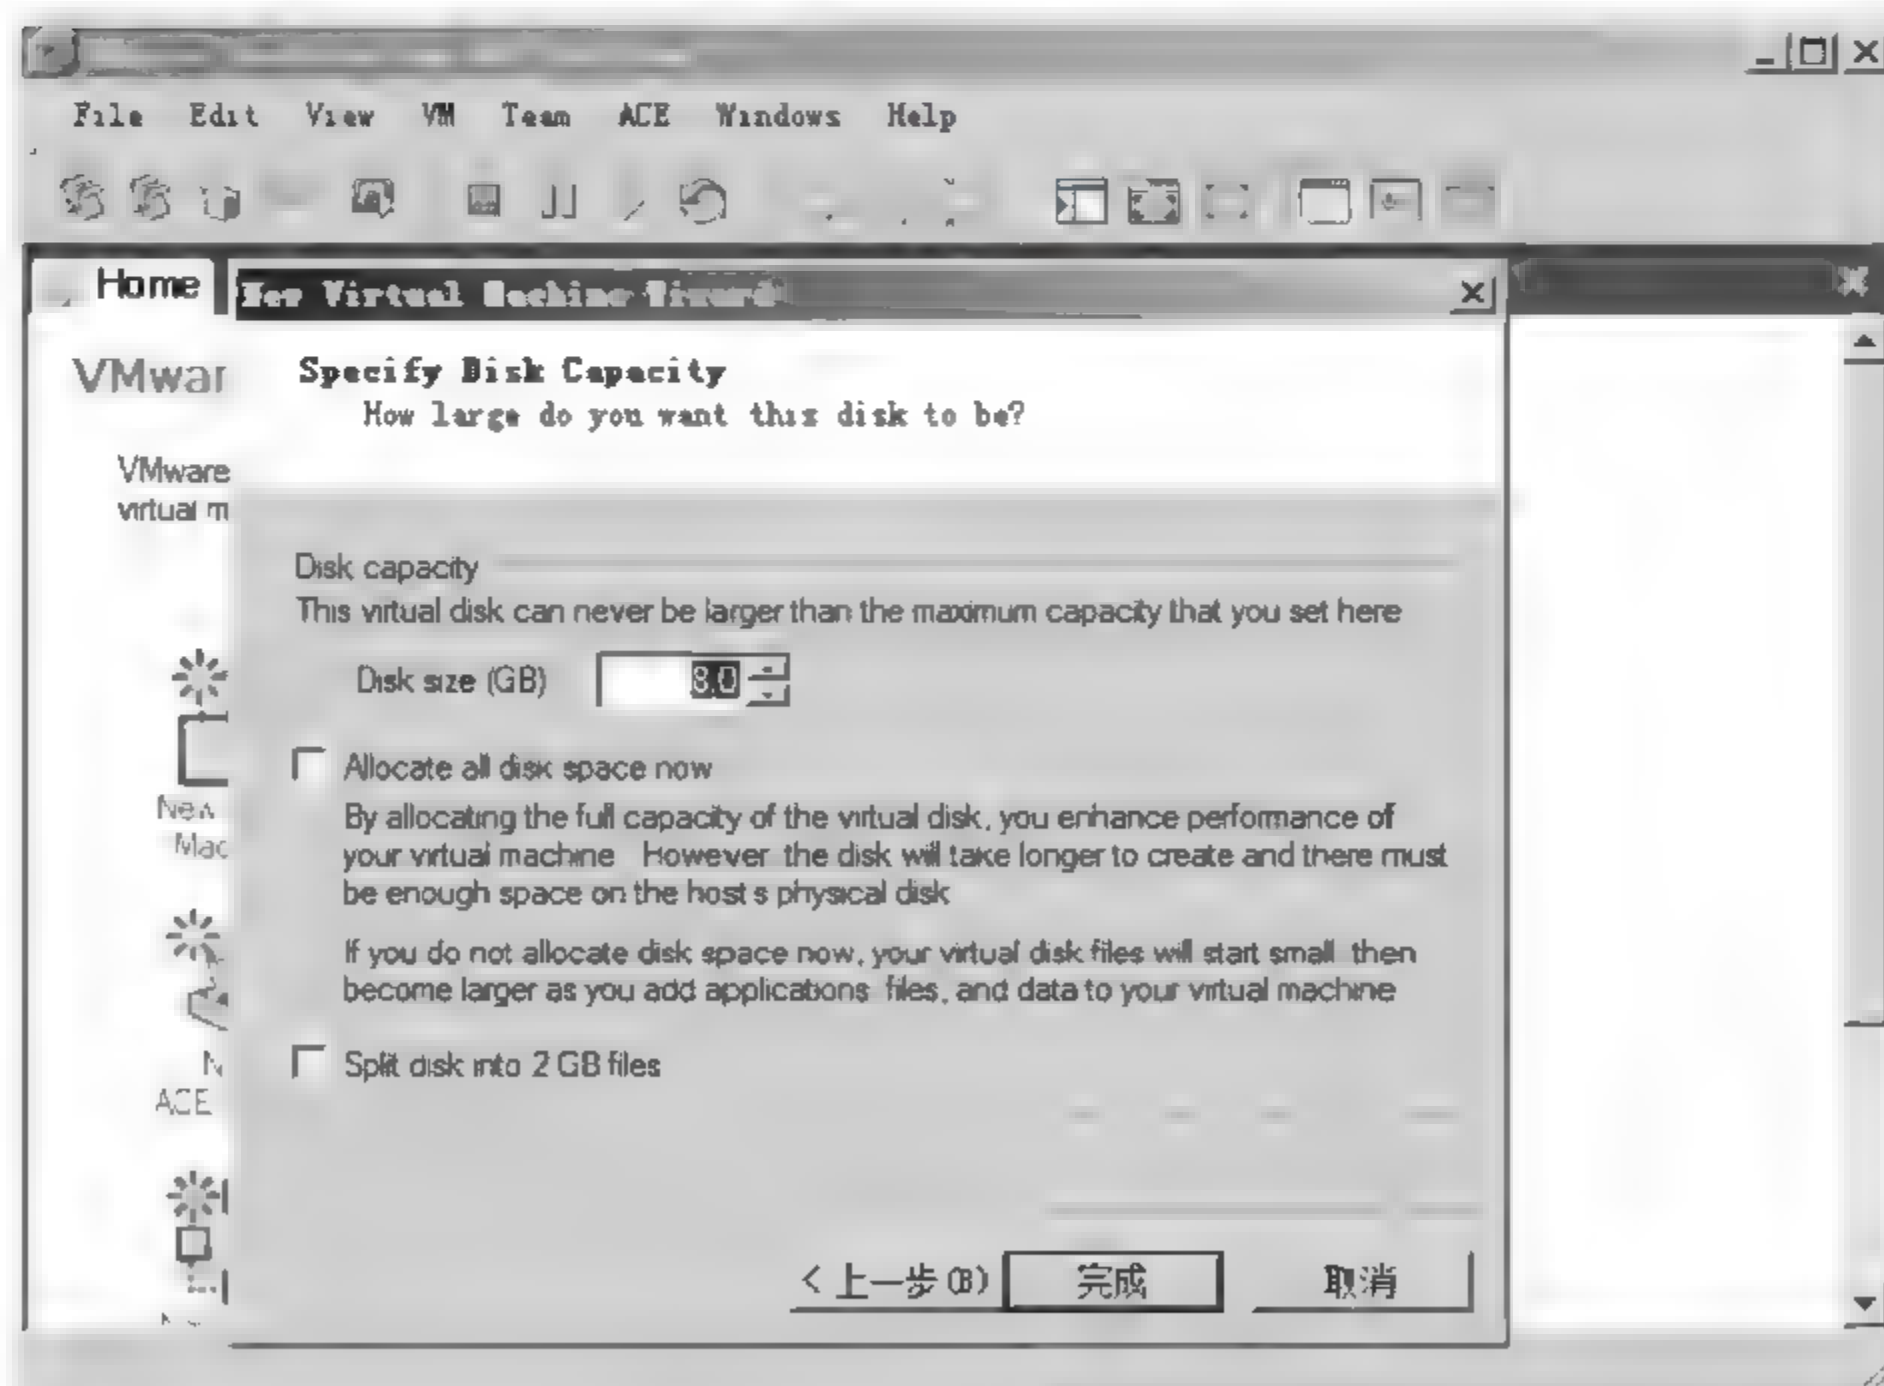 File Edit View VM Team ACE Windows Help
Home
New Virtual Machine Wizard
VMwar
Specify Disk Capacity
How large do you want this disk to be?
VMware
virtual m
Disk capacity
This virtual disk can never be larger than the maximum capacity that you set here
Disk size (GB) 8.0
Allocate all disk space now
New
Mac
By allocating the full capacity of the virtual disk, you enhance performance of
your virtual machine However the disk will take longer to create and there must
be enough space on the host s physical disk
If you do not allocate disk space now, your virtual disk files will start small then
become larger as you add applications files, and data to your virtual machine
N
Split disk into 2 GB files
ACE
< 上一步(B) 完成 取消